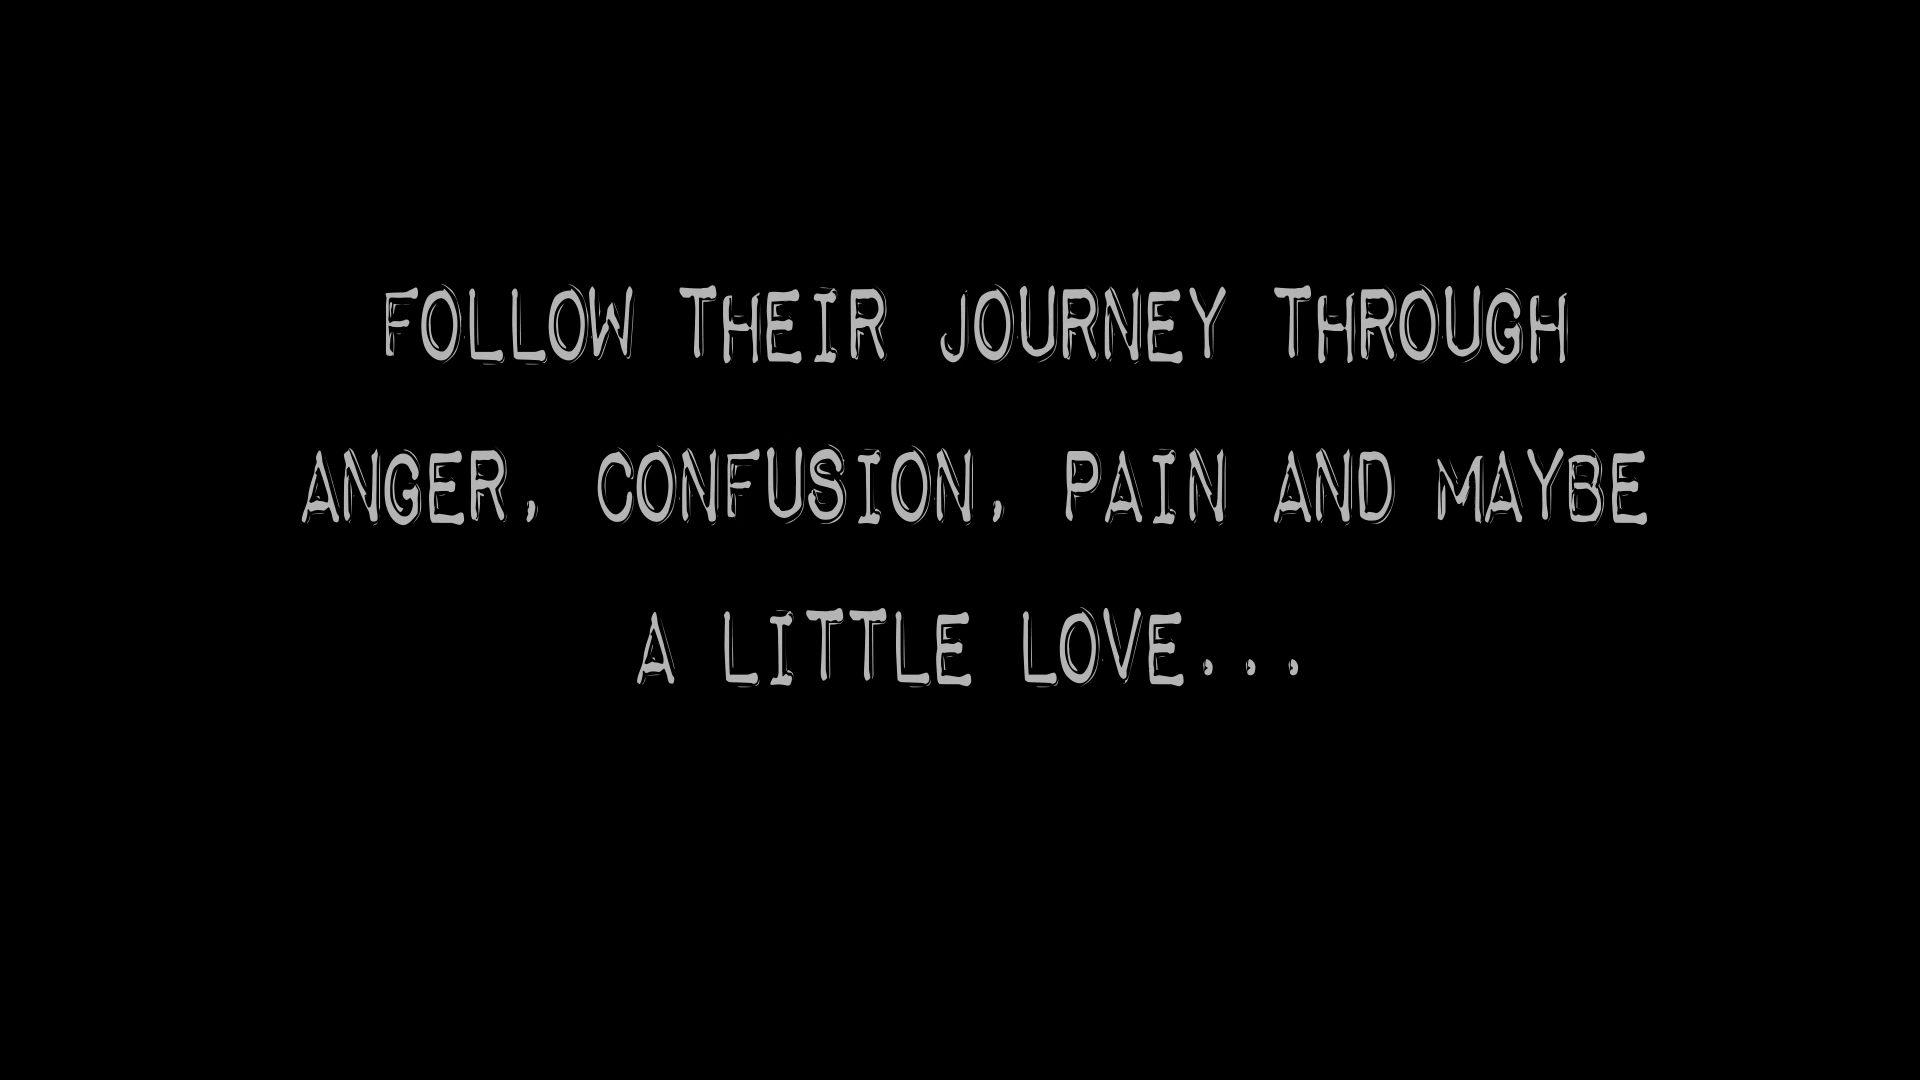 FOLLOW THEIR JOURNEY THROUGH
ANGER, CONFUSION, PAIN AND MAYBE
A LITTLE LOVE...